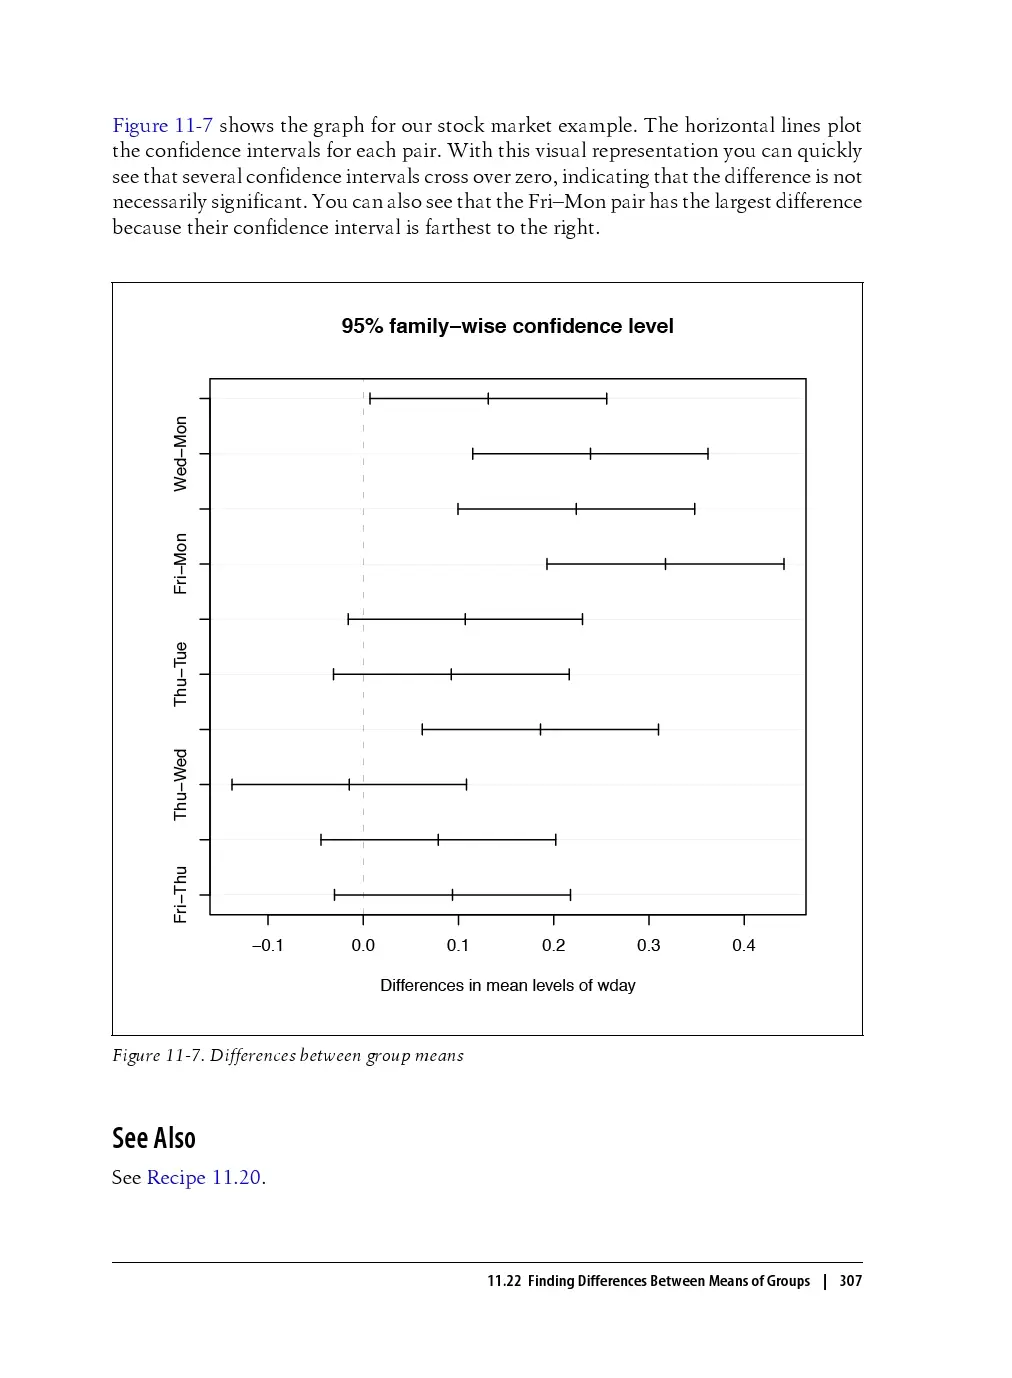 Figure 11-7 shows the graph for our stock market example. The horizontal lines plot
the confidence intervals for each pair. With this visual representation you can quickly
see that several confidence intervals cross over zero, indicating that the difference is not
necessarily significant. You can also see that the Fri–Mon pair has the largest difference
because their confidence interval is farthest to the right.
95% family–wise confidence level
Wed–Mon
Fri–Mon
Thu–Tue
Thu–Wed
Fri–Thu
–0.1 0.0 0.1 0.2 0.3 0.4
Differences in mean levels of wday
Figure 11-7. Differences between group means
See Also
See Recipe 11.20.
11.22 Finding Differences Between Means of Groups | 307